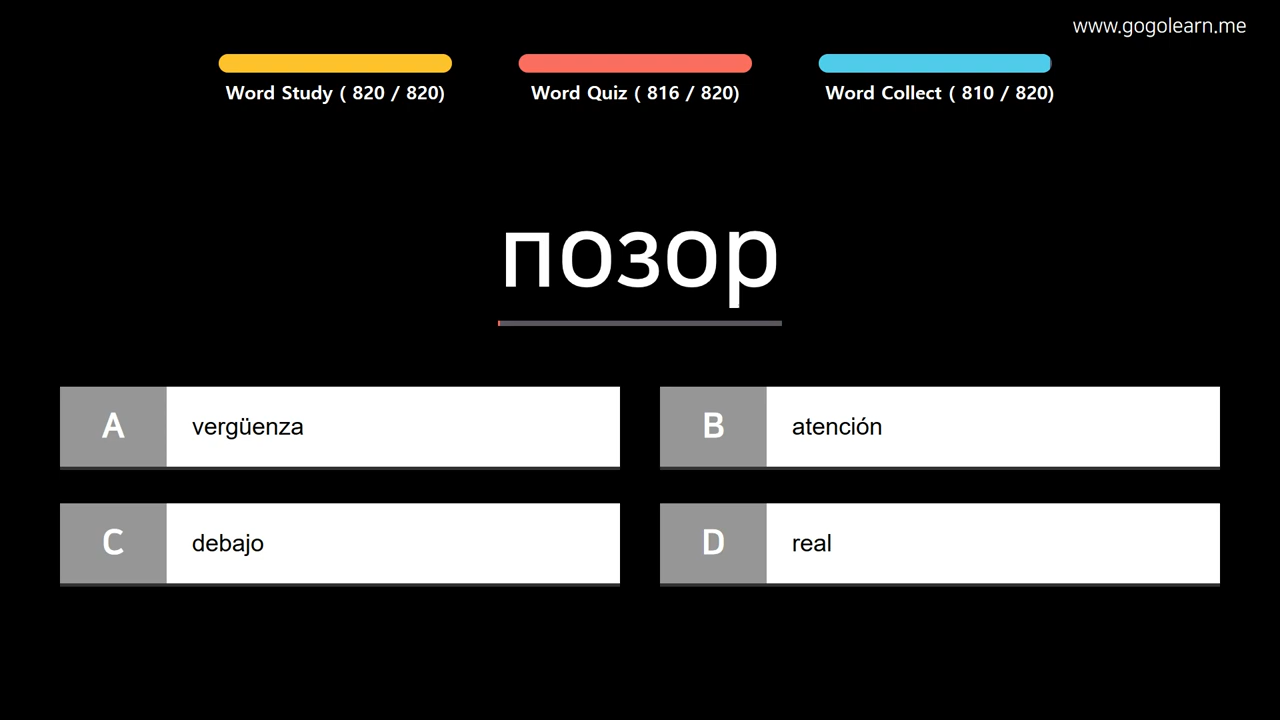 www.gogolearn.me
Word Study ( 820 / 820)
Word Quiz ( 816 / 820)
Word Collect ( 810 / 820)
позор
A vergüenza
B atención
C debajo
D real